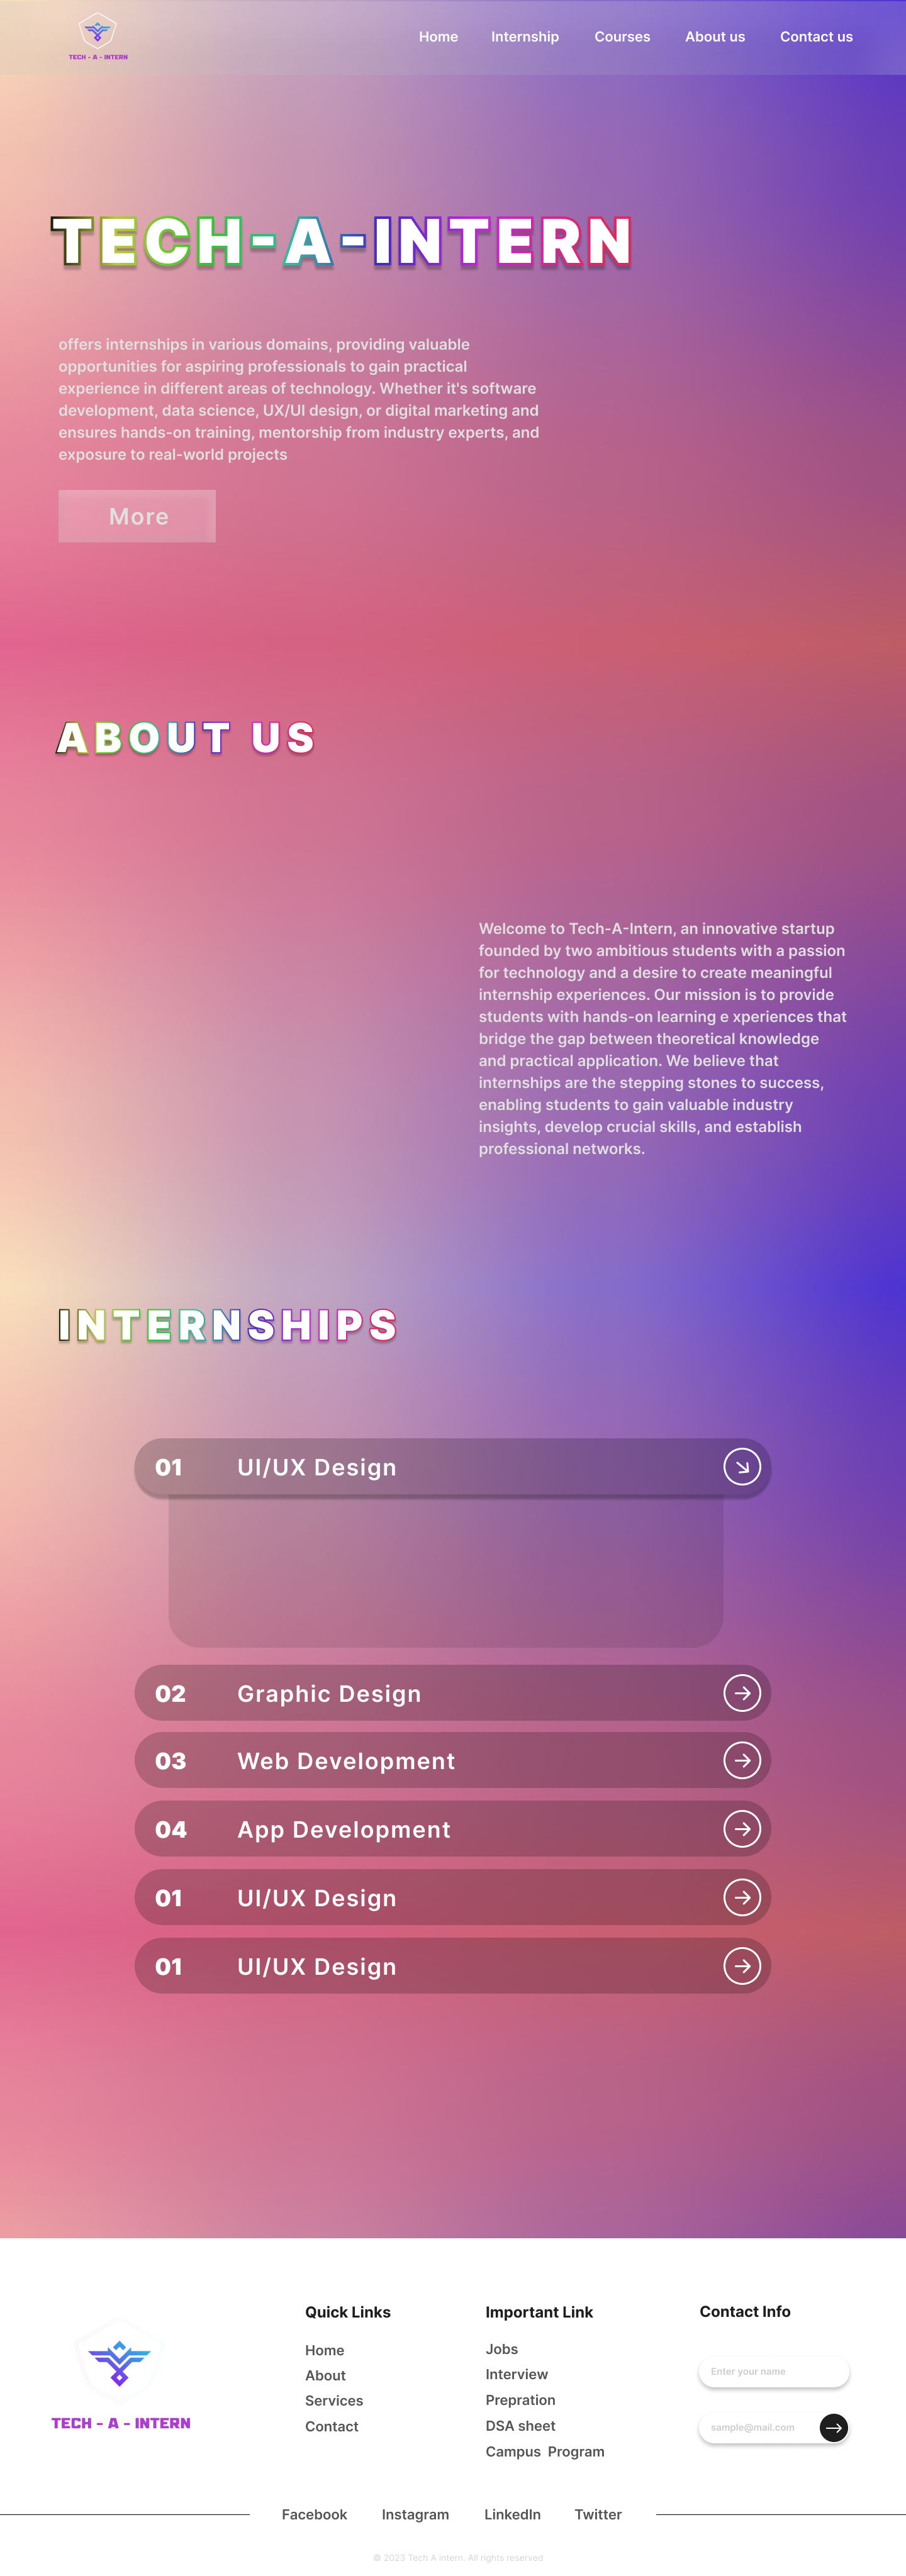 TECH - A - INTERN
Home Internship Courses About us Contact us
TECH-A-INTERN
offers internships in various domains, providing valuable
opportunities for aspiring professionals to gain practical
experience in different areas of technology. Whether it's software
development, data science, UX/UI design, or digital marketing and
ensures hands-on training, mentorship from industry experts, and
exposure to real-world projects
More
ABOUT US
Welcome to Tech-A-Intern, an innovative startup
founded by two ambitious students with a passion
for technology and a desire to create meaningful
internship experiences. Our mission is to provide
students with hands-on learning e xperiences that
bridge the gap between theoretical knowledge
and practical application. We believe that
internships are the stepping stones to success,
enabling students to gain valuable industry
insights, develop crucial skills, and establish
professional networks.
INTERNSHIPS
01 UI/UX Design
02 Graphic Design
03 Web Development
04 App Development
01 UI/UX Design
01 UI/UX Design
TECH - A - INTERN
Quick Links
Home
About
Services
Contact
Important Link
Jobs
Interview
Prepration
DSA sheet
Campus Program
Contact Info
Enter your name
sample@mail.com
Facebook Instagram LinkedIn Twitter
© 2023 Tech A intern. All rights reserved